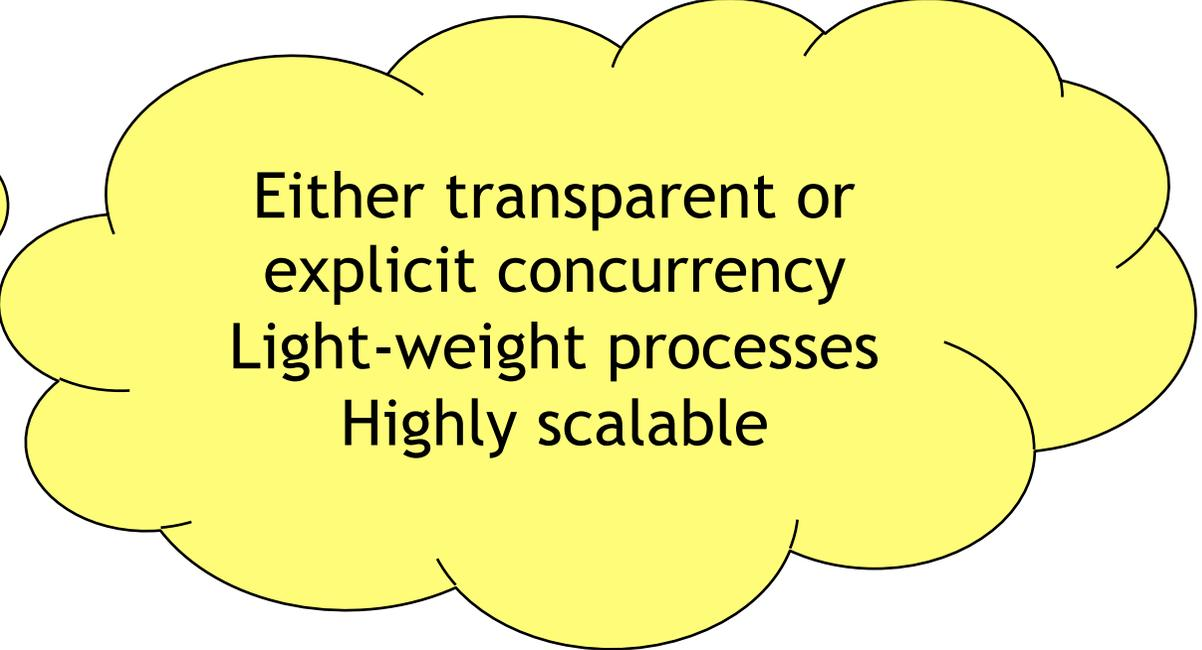 Either transparent or
explicit concurrency
Light-weight processes
Highly scalable